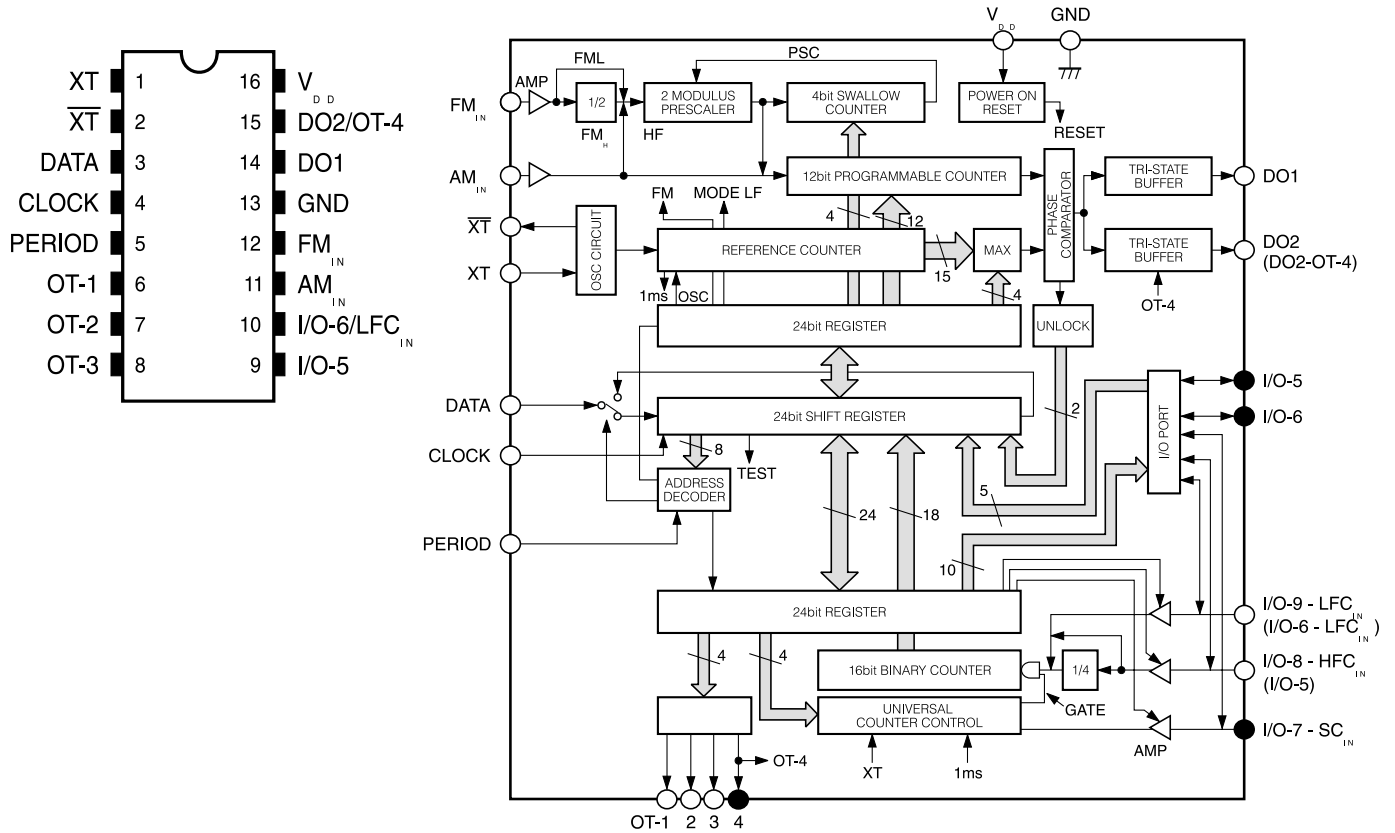 XT 1 16 VDD
XT 2 15 DO2/OT-4
DATA 3 14 DO1
CLOCK 4 13 GND
PERIOD 5 12 FMIN
OT-1 6 11 AMIN
OT-2 7 10 I/O-6/LFCIN
OT-3 8 9 I/O-5
VDD GND
PSC
FML
AMP
FMIN
1/2
2 MODULUS
PRESCALER
4bit SWALLOW
COUNTER
POWER ON
RESET
FMH
HF
RESET
AMIN
12bit PROGRAMMABLE COUNTER
PHASE
COMPARATOR
TRI-STATE
BUFFER
DO1
FM
MODE LF
4
12
XT
OSC CIRCUIT
REFERENCE COUNTER
15
MAX
TRI-STATE
BUFFER
DO2
(DO2-OT-4)
XT
1ms
OSC
4
OT-4
24bit REGISTER
UNLOCK
I/O-5
DATA
24bit SHIFT REGISTER
2
I/O PORT
I/O-6
CLOCK
8
TEST
ADDRESS
DECODER
5
24
18
PERIOD
10
24bit REGISTER
I/O-9 - LFCIN
(I/O-6 - LFCIN)
4
4
16bit BINARY COUNTER
1/4
I/O-8 - HFCIN
(I/O-5)
UNIVERSAL
COUNTER CONTROL
GATE
AMP
I/O-7 - SCIN
OT-4
XT
1ms
OT-1 2 3 4